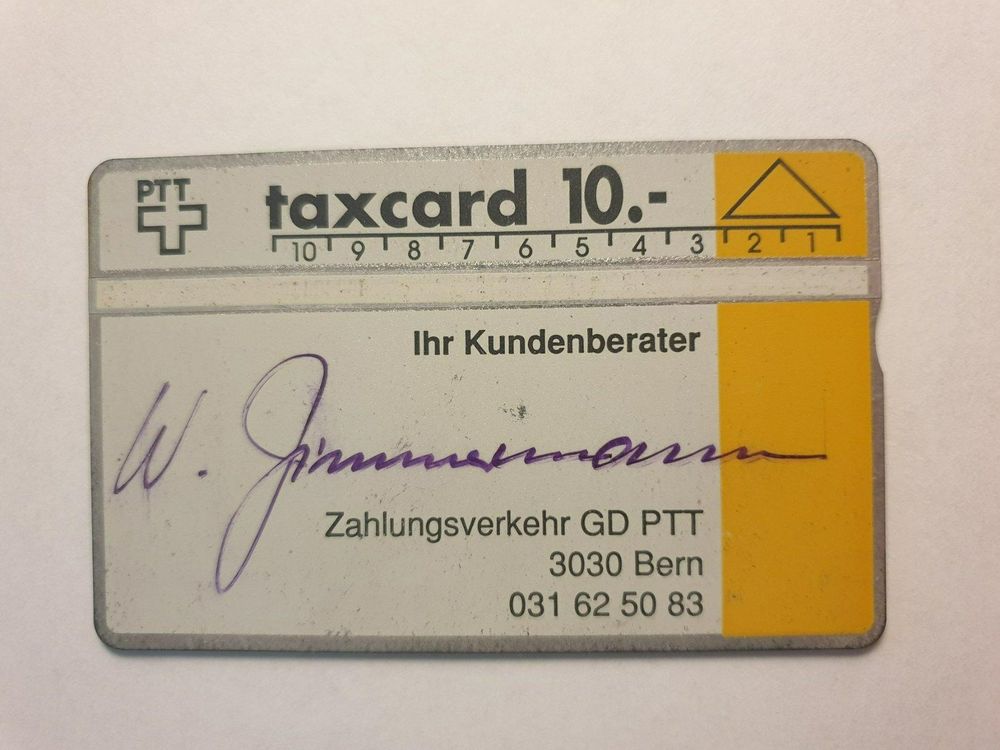 PTT
taxcard 10.-
10 9 8 7 6 5 4 3 2 1
Ihr Kundenberater
W. Zimmermann
Zahlungsverkehr GD PTT
3030 Bern
031 62 50 83